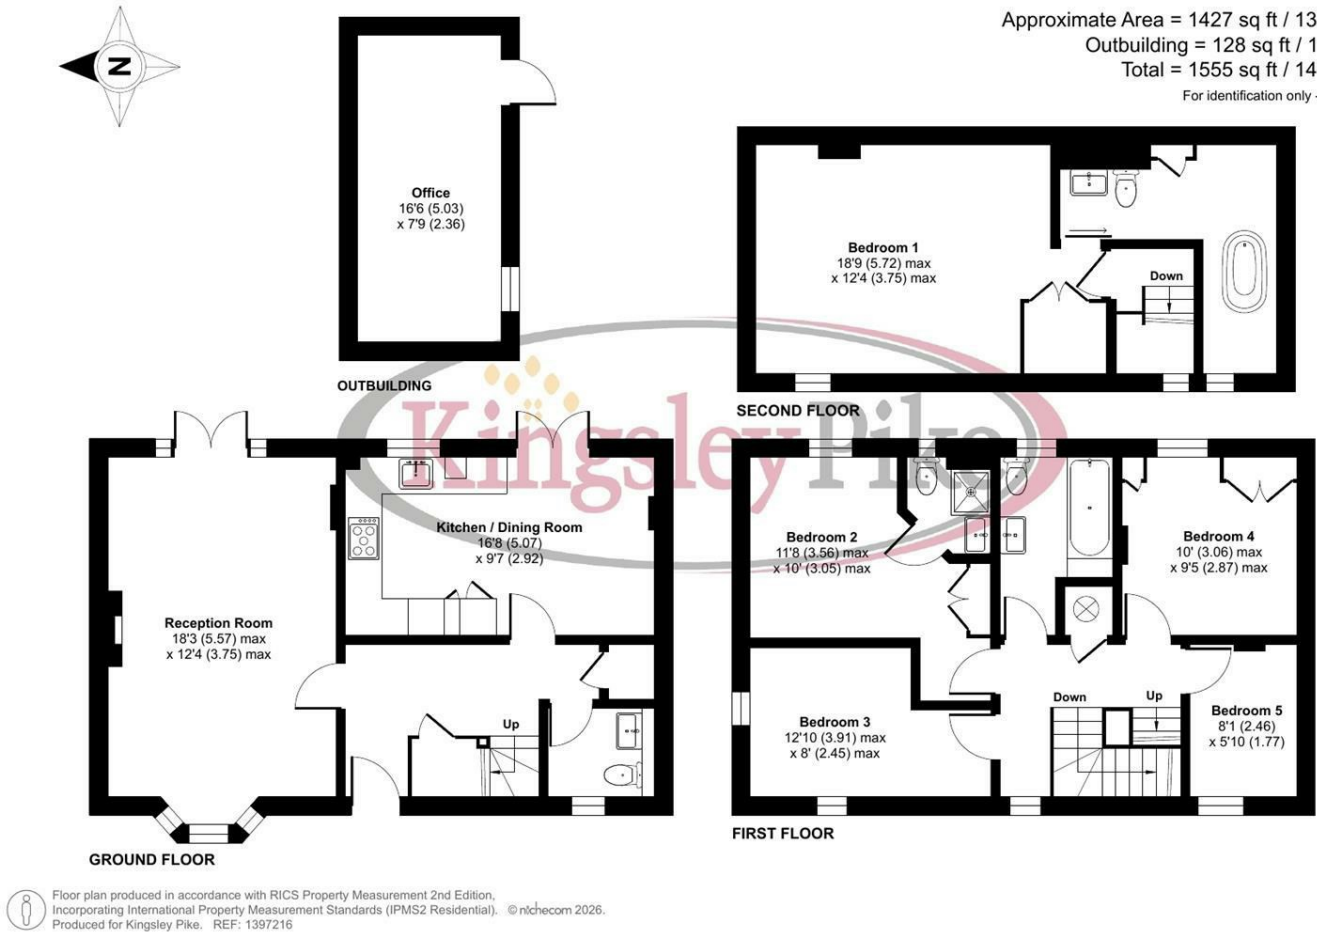 N
Approximate Area = 1427 sq ft / 13
Outbuilding = 128 sq ft / 1
Total = 1555 sq ft / 14
For identification only -
Office
16'6 (5.03)
x 7'9 (2.36)
OUTBUILDING
Bedroom 1
18'9 (5.72) max
x 12'4 (3.75) max
Down
SECOND FLOOR
Kingsley Pike
Kitchen / Dining Room
16'8 (5.07)
x 9'7 (2.92)
Reception Room
18'3 (5.57) max
x 12'4 (3.75) max
Up
GROUND FLOOR
Bedroom 2
11'8 (3.56) max
x 10' (3.05) max
Bedroom 4
10' (3.06) max
x 9'5 (2.87) max
Bedroom 3
12'10 (3.91) max
x 8' (2.45) max
Down
Up
Bedroom 5
8'1 (2.46)
x 5'10 (1.77)
FIRST FLOOR
Floor plan produced in accordance with RICS Property Measurement 2nd Edition,
Incorporating International Property Measurement Standards (IPMS2 Residential). © nichecom 2026.
Produced for Kingsley Pike. REF: 1397216